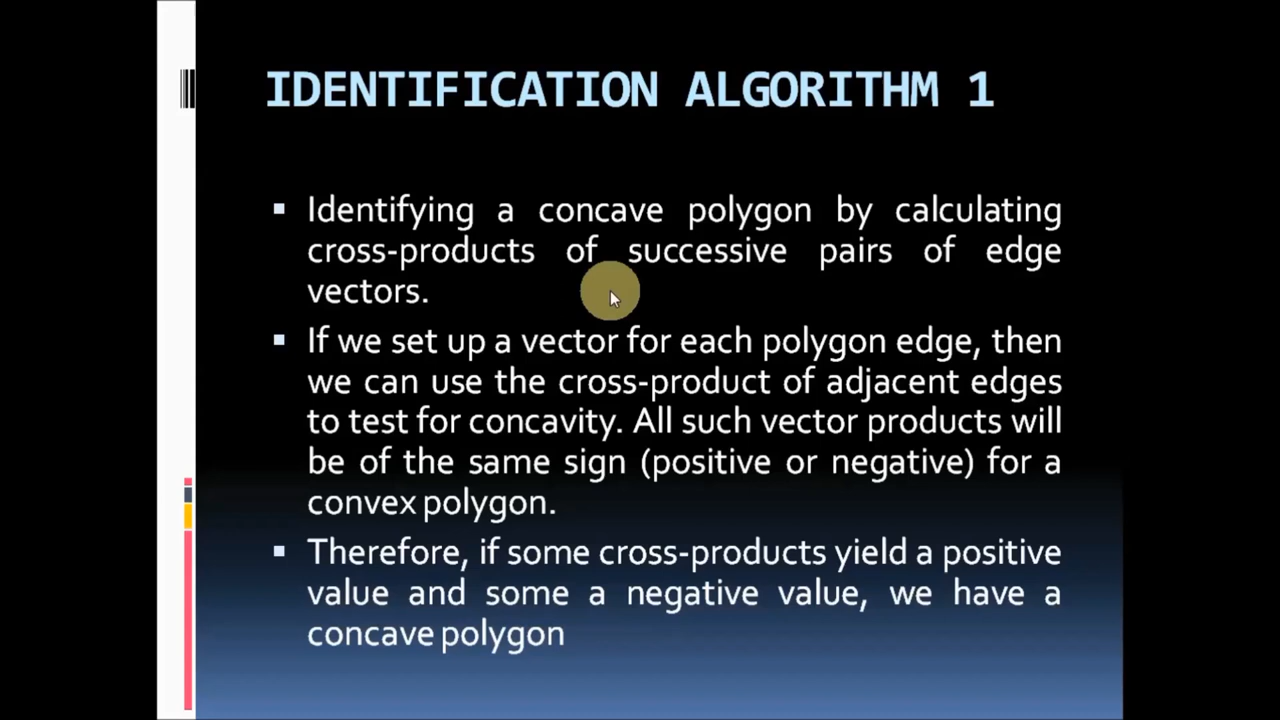 IDENTIFICATION ALGORITHM 1
Identifying a concave polygon by calculating
cross-products of successive pairs of edge
vectors.
If we set up a vector for each polygon edge, then
we can use the cross-product of adjacent edges
to test for concavity. All such vector products will
be of the same sign (positive or negative) for a
convex polygon.
Therefore, if some cross-products yield a positive
value and some a negative value, we have a
concave polygon